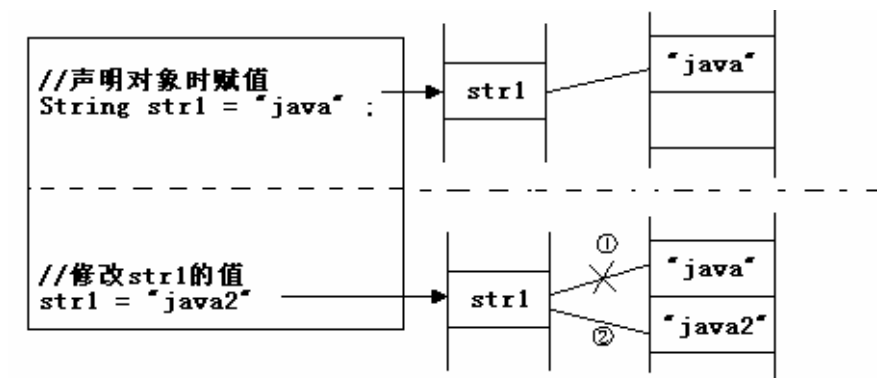 //声明对象时赋值
String str1 = "java" ;
str1
"java"
//修改str1的值
str1 = "java2"
str1
①
②
"java"
"java2"